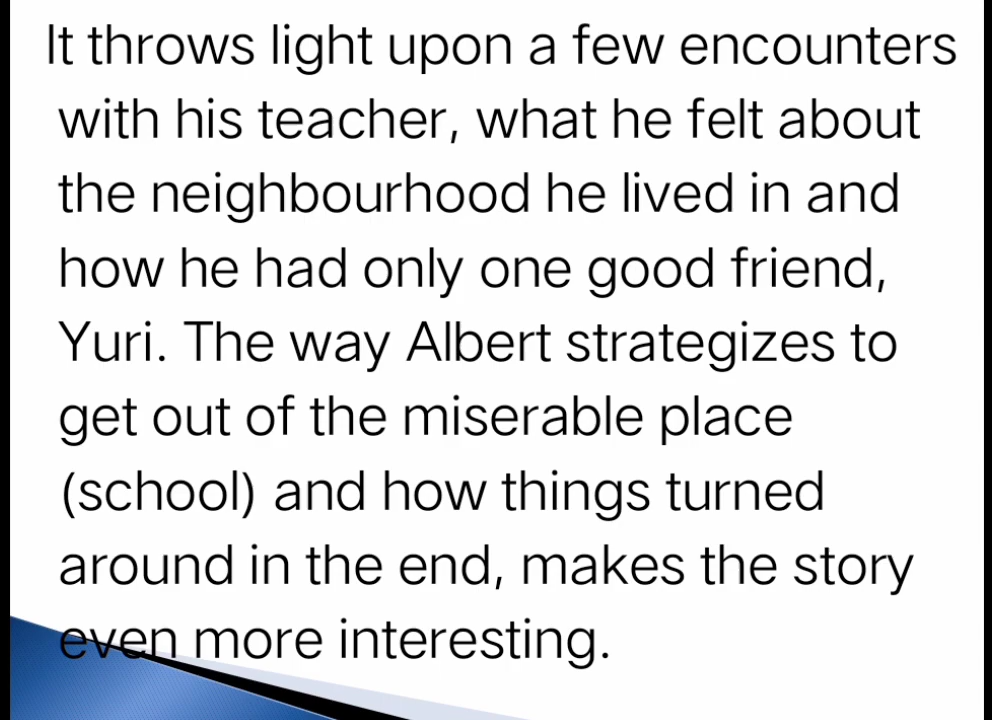 It throws light upon a few encounters
with his teacher, what he felt about
the neighbourhood he lived in and
how he had only one good friend,
Yuri. The way Albert strategizes to
get out of the miserable place
(school) and how things turned
around in the end, makes the story
even more interesting.